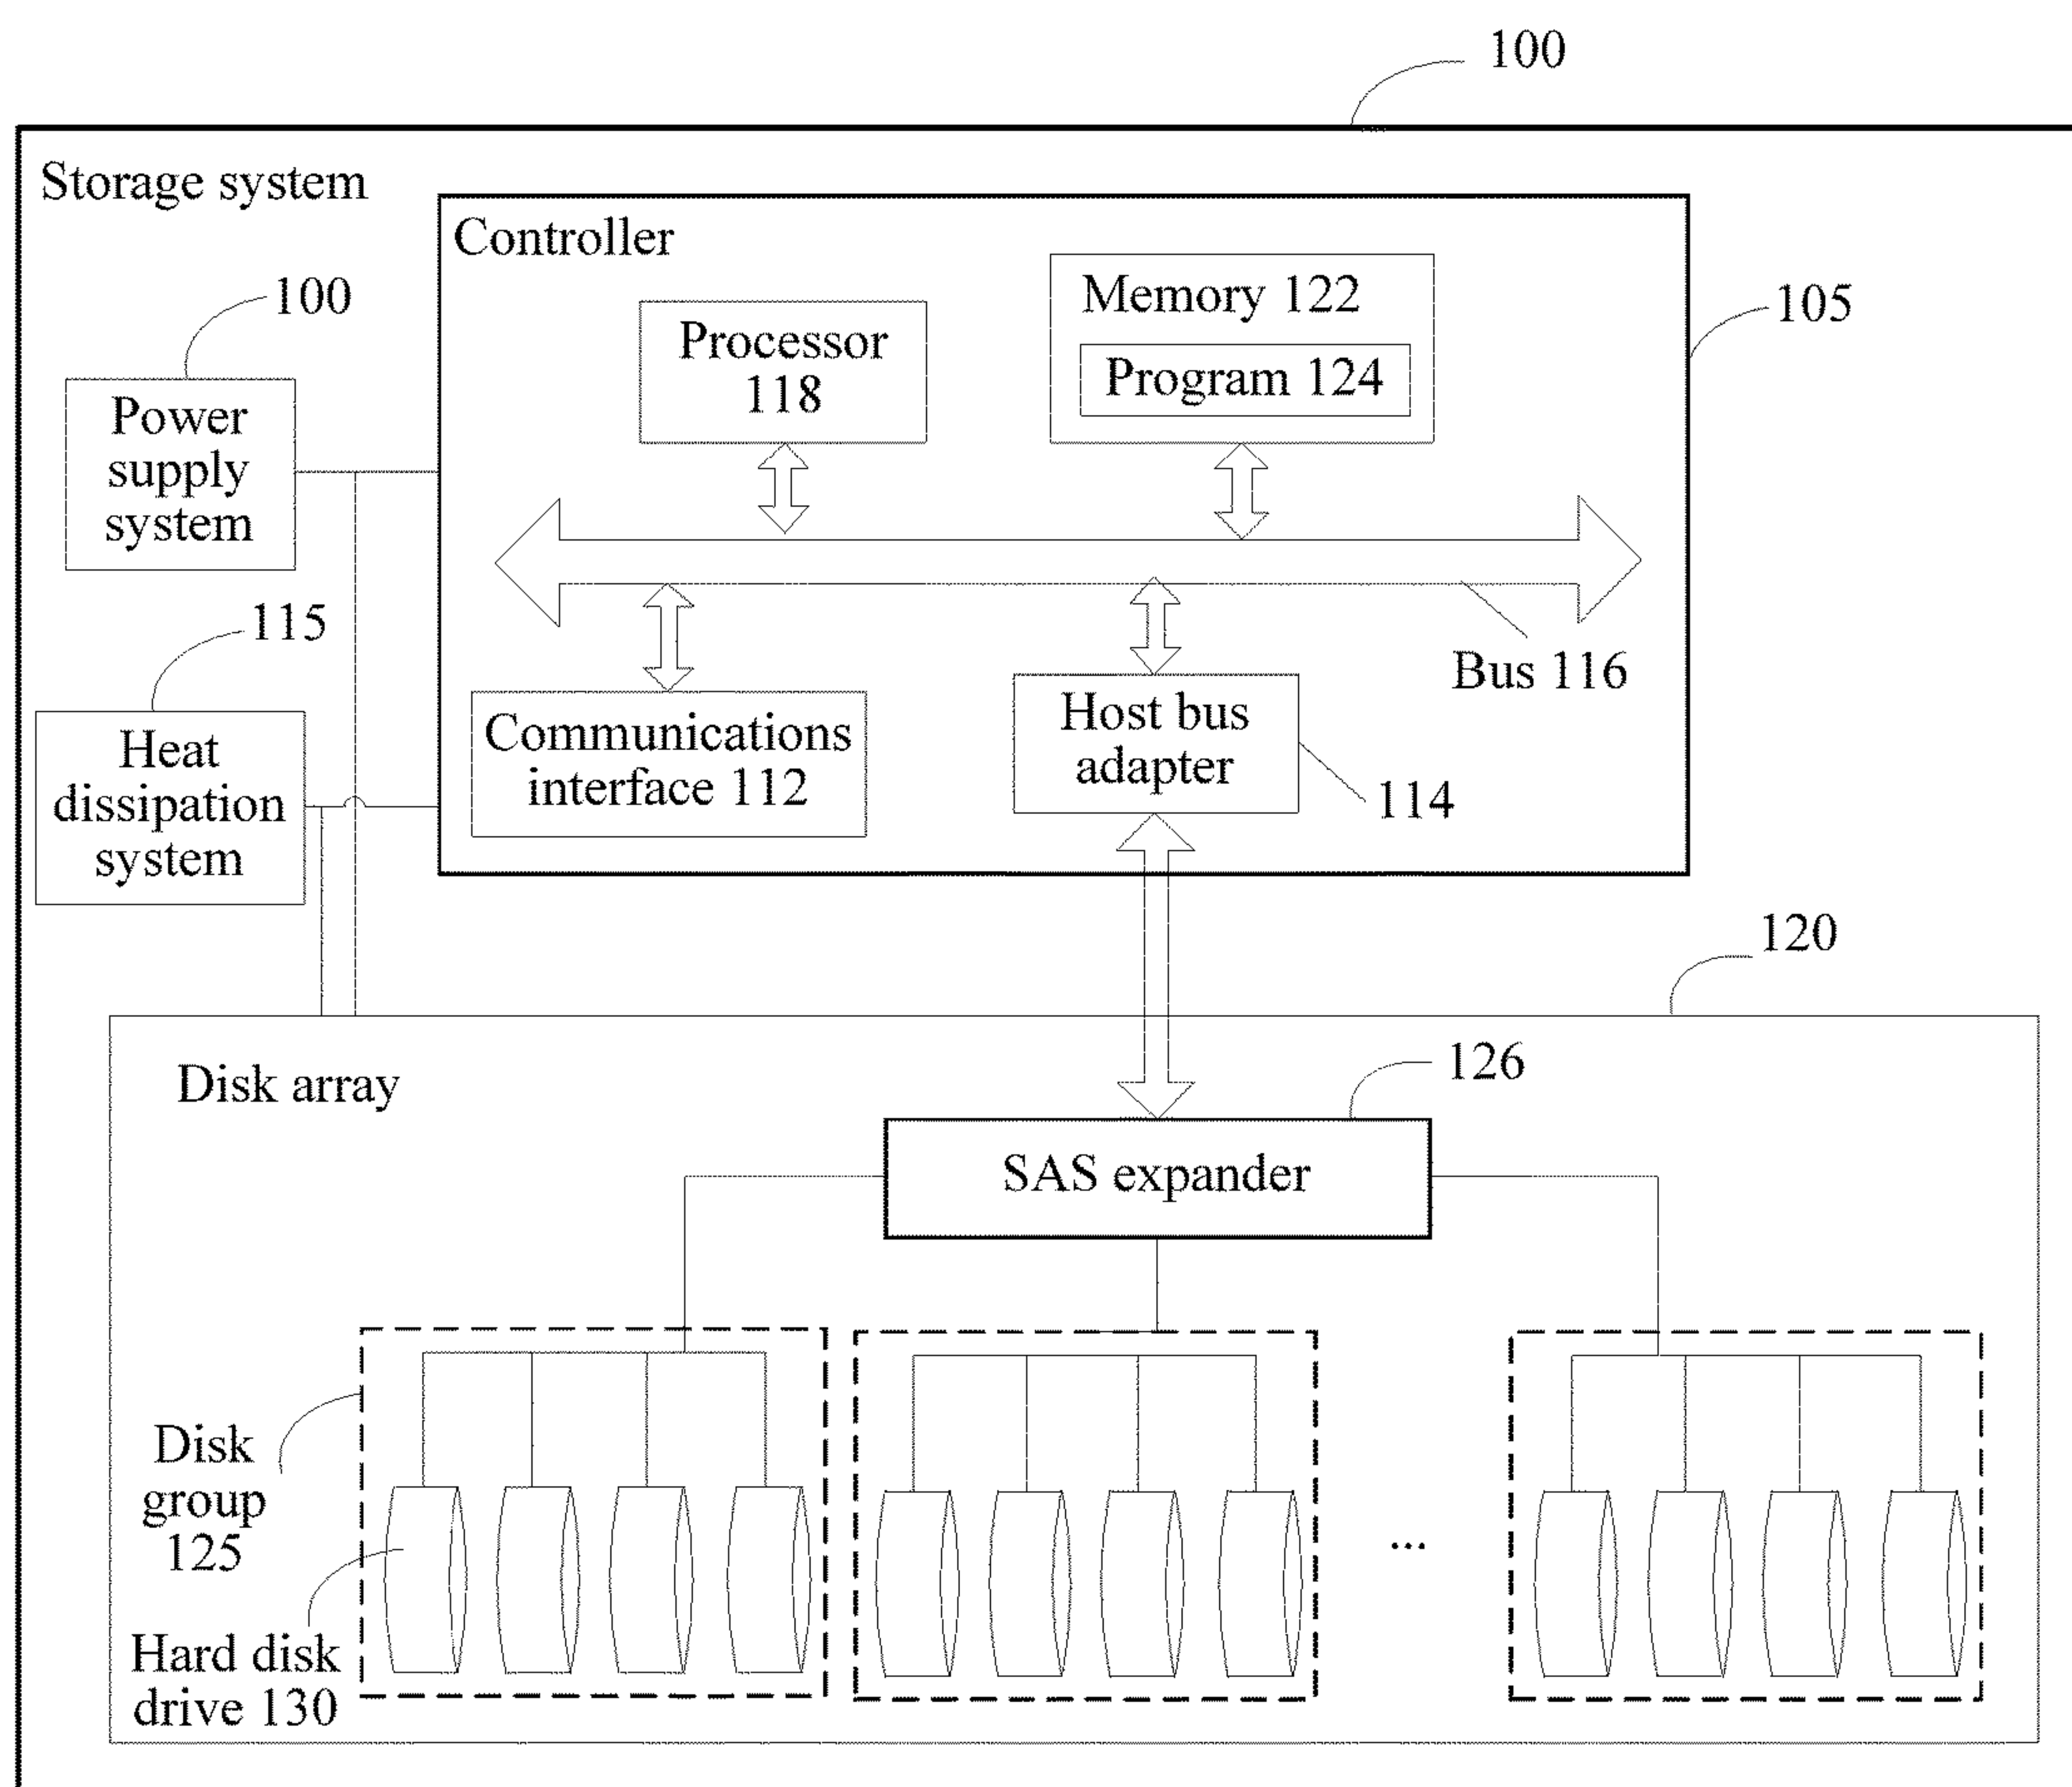 100
Storage system
Controller
100
Memory 122
105
Processor
118
Program 124
Power
supply
system
115
Bus 116
Heat
dissipation
system
Communications
interface 112
Host bus
adapter
114
120
Disk array
126
SAS expander
Disk
group
125
...
Hard disk
drive 130